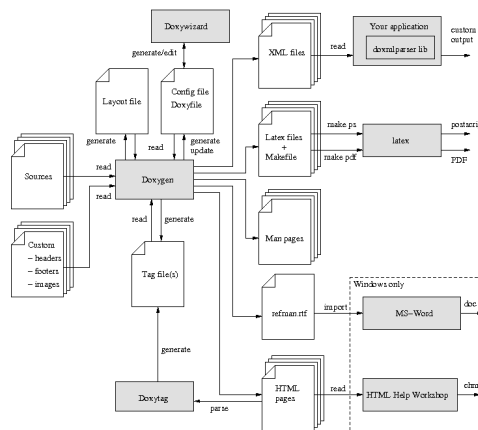 Doxywizard
generate/edit
Layout file
Config file
Doxyfile
generate
read
generate
update
Sources
read
Doxygen
read
Custom
– headers
– footers
– images
read
generate
Tag file(s)
generate
Doxytag
parse
XML files
read
Your application
doxmlparser lib
custom
output
Latex files
+
Makefile
make ps
make pdf
latex
PDF
Man pages
refman.rtf
import
Windows only
MS–Word
doc
HTML
pages
read
HTML Help Workshop